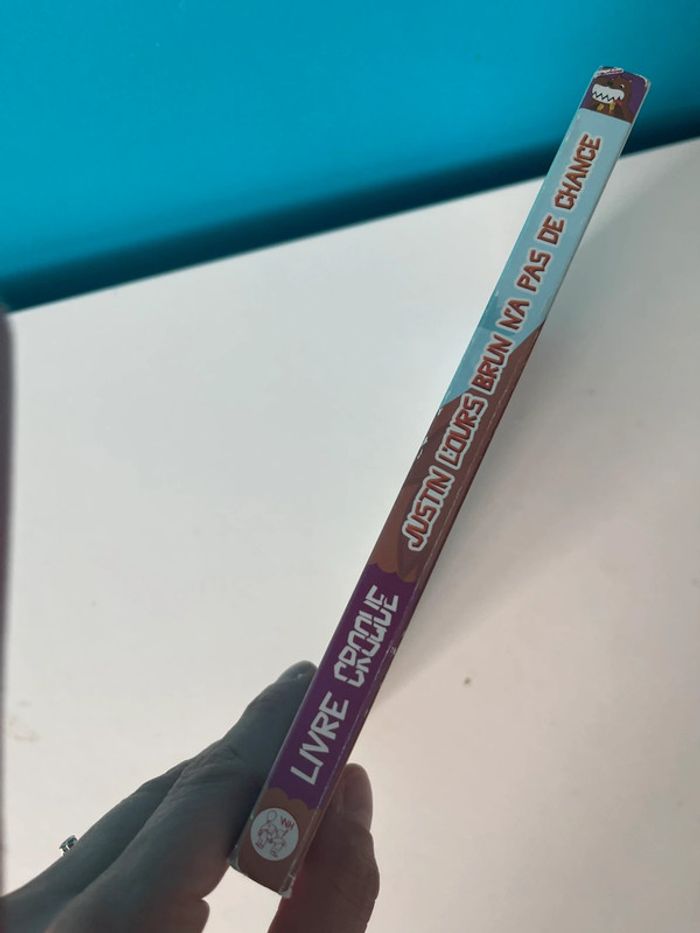 LIVRE CROQUE
JUSTIN L'OURS BRUN N'A PAS DE CHANCE